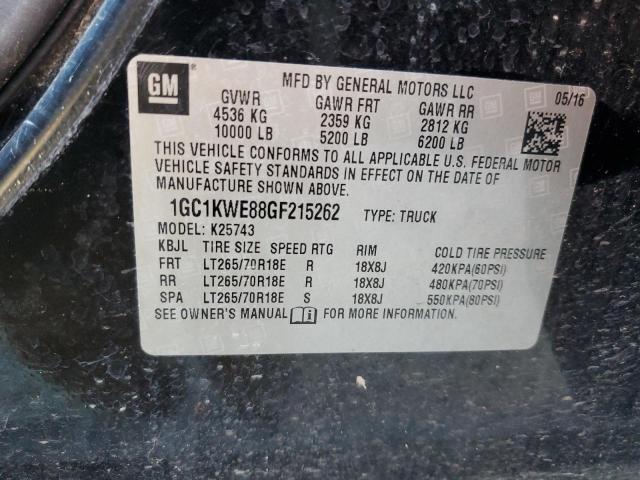 GM
MFD BY GENERAL MOTORS LLC
05/16
GVWR GAWR FRT GAWR RR
4536 KG 2359 KG 2812 KG
10000 LB 5200 LB 6200 LB
THIS VEHICLE CONFORMS TO ALL APPLICABLE U.S. FEDERAL MOTOR
VEHICLE SAFETY STANDARDS IN EFFECT ON THE DATE OF
MANUFACTURE SHOWN ABOVE.
1GC1KWE88GF215262 TYPE: TRUCK
MODEL: K25743
KBJL TIRE SIZE SPEED RTG RIM COLD TIRE PRESSURE
FRT LT265/70R18E R 18X8J 420KPA(60PSI)
RR LT265/70R18E R 18X8J 480KPA(70PSI)
SPA LT265/70R18E S 18X8J 550KPA(80PSI)
SEE OWNER'S MANUAL i FOR MORE INFORMATION.